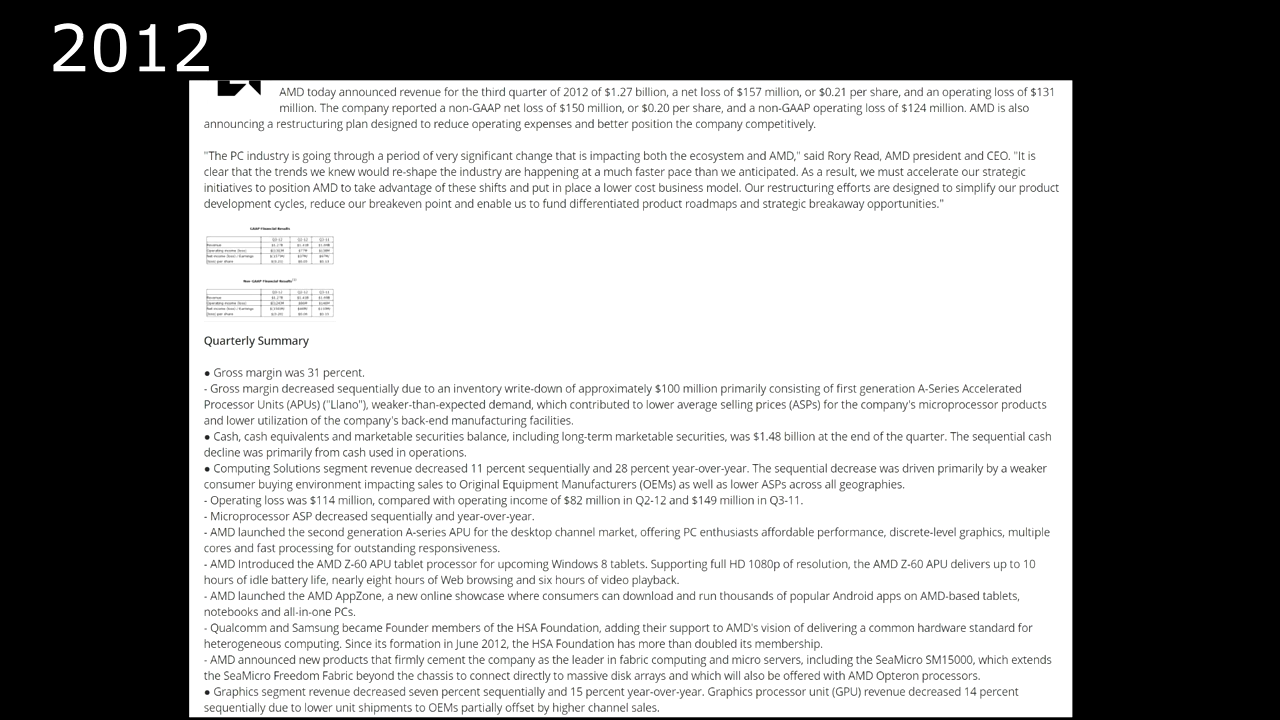 2012
AMD today announced revenue for the third quarter of 2012 of $1.27 billion, a net loss of $157 million, or $0.21 per share, and an operating loss of $131
million. The company reported a non-GAAP net loss of $150 million, or $0.20 per share, and a non-GAAP operating loss of $124 million. AMD is also
announcing a restructuring plan designed to reduce operating expenses and better position the company competitively.
"The PC industry is going through a period of very significant change that is impacting both the ecosystem and AMD," said Rory Read, AMD president and CEO. "It is
clear that the trends we knew would re-shape the industry are happening at a much faster pace than we anticipated. As a result, we must accelerate our strategic
initiatives to position AMD to take advantage of these shifts and put in place a lower cost business model. Our restructuring efforts are designed to simplify our product
development cycles, reduce our breakeven point and enable us to fund differentiated product roadmaps and strategic breakaway opportunities."
GAAP Financial Results
Revenue
Non-GAAP Financial Results
Revenue
Quarterly Summary
● Gross margin was 31 percent.
- Gross margin decreased sequentially due to an inventory write-down of approximately $100 million primarily consisting of first generation A-Series Accelerated
Processor Units (APUs) ("Llano"), weaker-than-expected demand, which contributed to lower average selling prices (ASPs) for the company's microprocessor products
and lower utilization of the company's back-end manufacturing facilities.
● Cash, cash equivalents and marketable securities balance, including long-term marketable securities, was $1.48 billion at the end of the quarter. The sequential cash
decline was primarily from cash used in operations.
● Computing Solutions segment revenue decreased 11 percent sequentially and 28 percent year-over-year. The sequential decrease was driven primarily by a weaker
consumer buying environment impacting sales to Original Equipment Manufacturers (OEMs) as well as lower ASPs across all geographies.
- Operating loss was $114 million, compared with operating income of $82 million in Q2-12 and $149 million in Q3-11.
- Microprocessor ASP decreased sequentially and year-over-year.
- AMD launched the second generation A-series APU for the desktop channel market, offering PC enthusiasts affordable performance, discrete-level graphics, multiple
cores and fast processing for outstanding responsiveness.
- AMD Introduced the AMD Z-60 APU tablet processor for upcoming Windows 8 tablets. Supporting full HD 1080p of resolution, the AMD Z-60 APU delivers up to 10
hours of idle battery life, nearly eight hours of Web browsing and six hours of video playback.
- AMD launched the AMD AppZone, a new online showcase where consumers can download and run thousands of popular Android apps on AMD-based tablets,
notebooks and all-in-one PCs.
- Qualcomm and Samsung became Founder members of the HSA Foundation, adding their support to AMD's vision of delivering a common hardware standard for
heterogeneous computing. Since its formation in June 2012, the HSA Foundation has more than doubled its membership.
- AMD announced new products that firmly cement the company as the leader in fabric computing and micro servers, including the SeaMicro SM15000, which extends
the SeaMicro Freedom Fabric beyond the chassis to connect directly to massive disk arrays and which will also be offered with AMD Opteron processors.
● Graphics segment revenue decreased seven percent sequentially and 15 percent year-over-year. Graphics processor unit (GPU) revenue decreased 14 percent
sequentially due to lower unit shipments to OEMs partially offset by higher channel sales.